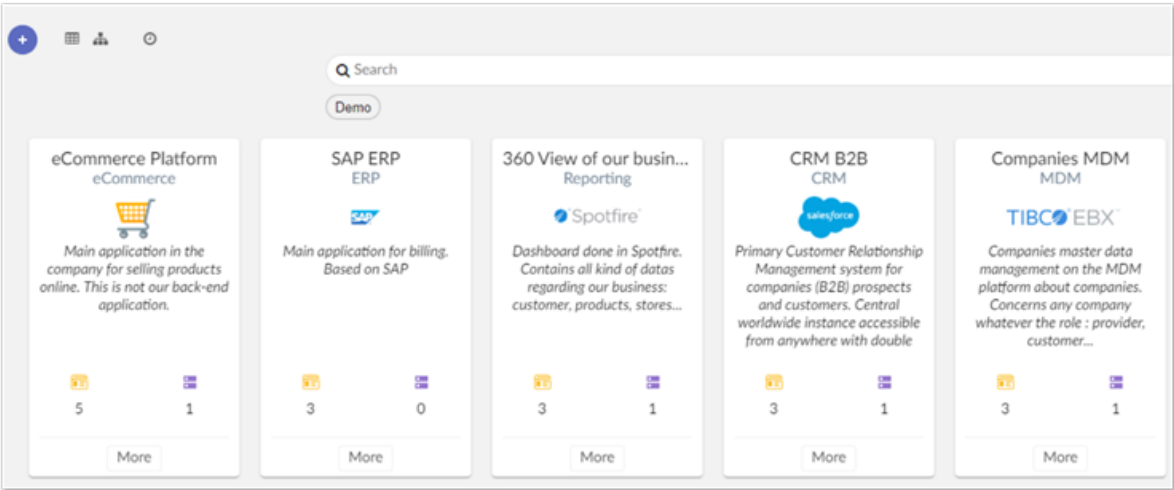 +
Search
Demo
eCommerce Platform
eCommerce
Main application in the
company for selling products
online. This is not our back-end
application.
5 1
More
SAP ERP
ERP
SAP
Main application for billing.
Based on SAP
3 0
More
360 View of our busin...
Reporting
Spotfire
Dashboard done in Spotfire.
Contains all kind of datas
regarding our business:
customer, products, stores...
3 1
More
CRM B2B
CRM
salesforce
Primary Customer Relationship
Management system for
companies (B2B) prospects
and customers. Central
worldwide instance accessible
from anywhere with double
3 1
More
Companies MDM
MDM
TIBCO EBX
Companies master data
management on the MDM
platform about companies.
Concerns any company
whatever the role : provider,
customer...
3 1
More